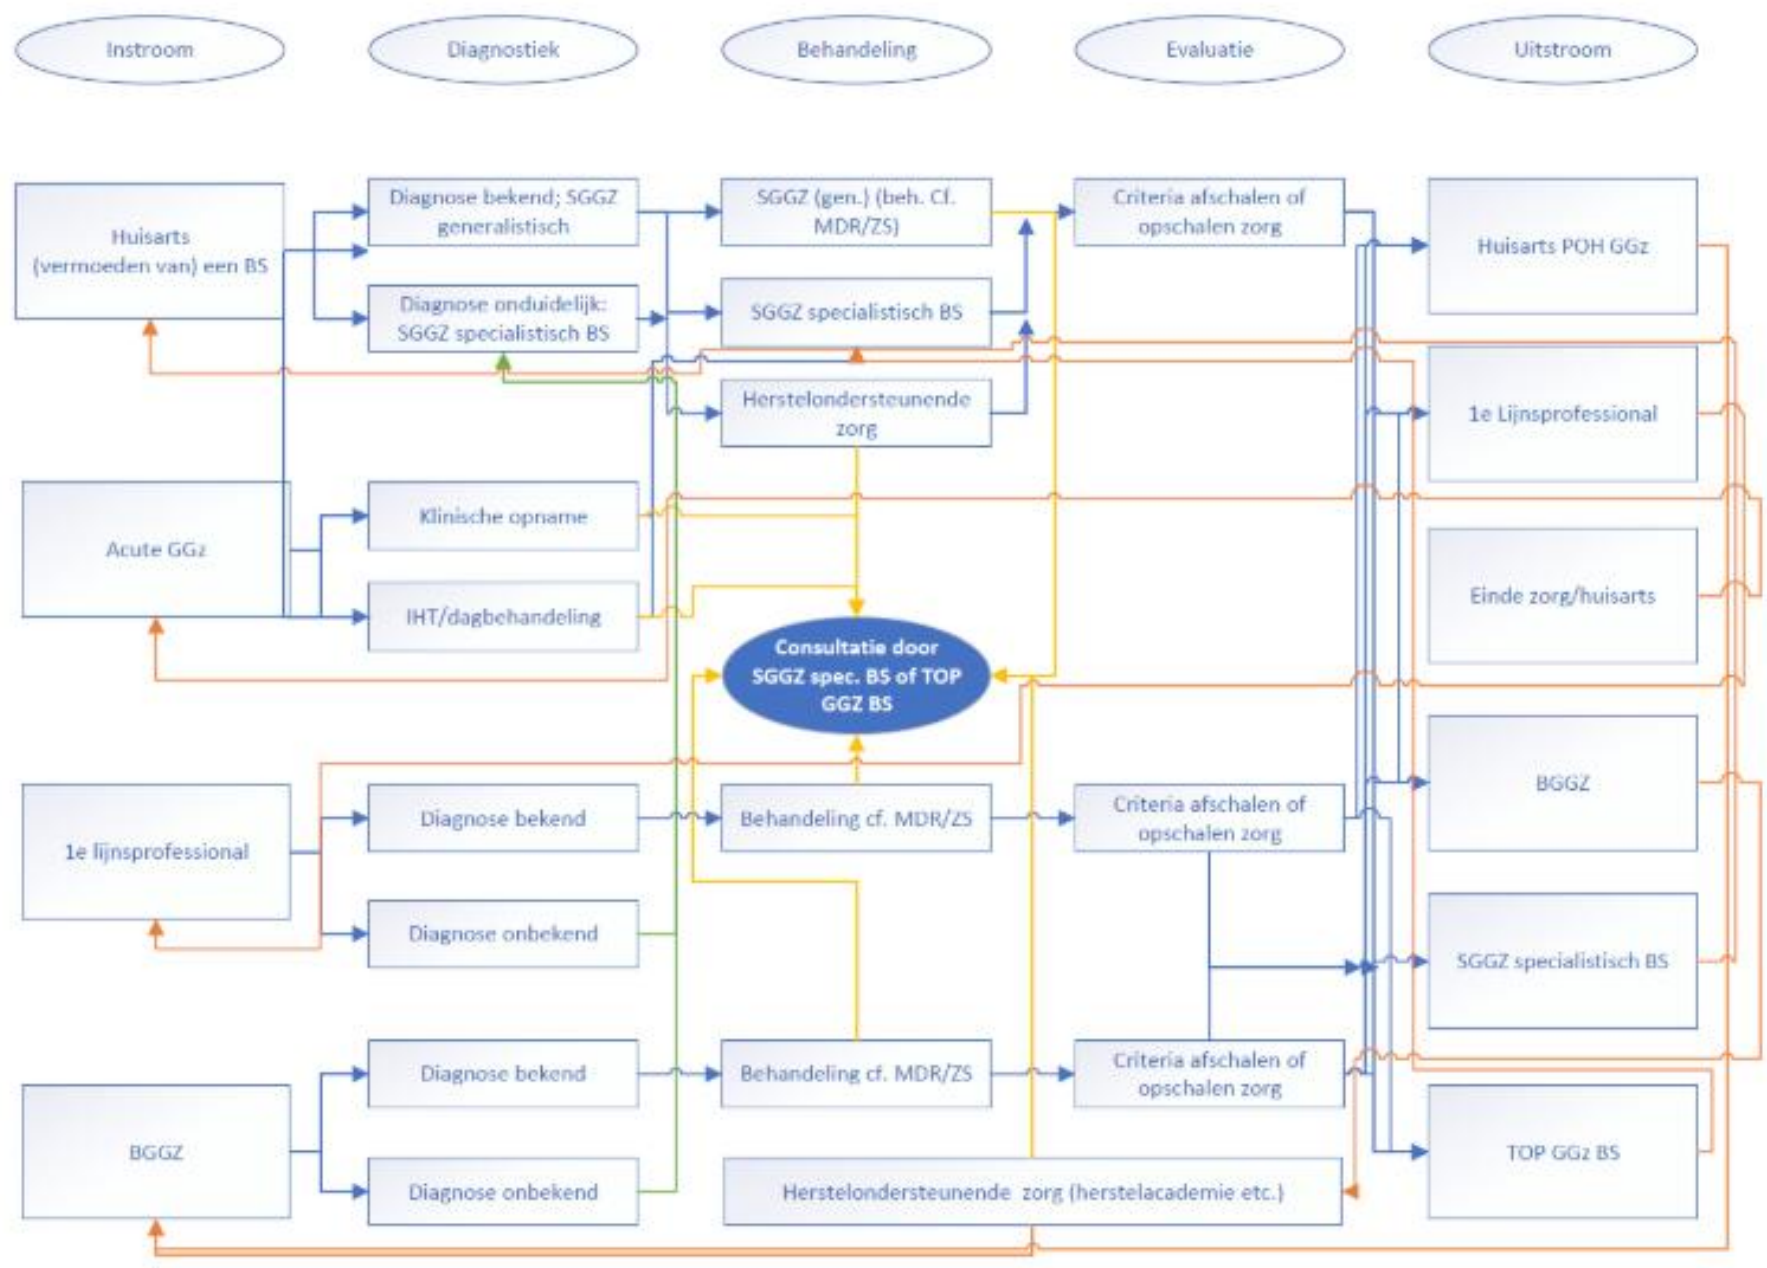 Instroom
Diagnostiek
Behandeling
Evaluatie
Uitstroom
Huisarts
(vermoeden van) een BS
Diagnose bekend; SGGZ
generalistisch
Diagnose onduidelijk:
SGGZ specialistisch BS
SGGZ (gen.) (beh. Cf.
MDR/ZS)
SGGZ specialistisch BS
Herstelondersteunende
zorg
Criteria afschalen of
opschalen zorg
Huisarts POH GGz
1e Lijnsprofessional
Acute GGz
Klinische opname
IHT/dagbehandeling
Consultatie door
SGGZ spec. BS of TOP
GGZ BS
Einde zorg/huisarts
1e lijnsprofessional
Diagnose bekend
Diagnose onbekend
Behandeling cf. MDR/ZS
Criteria afschalen of
opschalen zorg
BGGZ
SGGZ specialistisch BS
BGGZ
Diagnose bekend
Diagnose onbekend
Behandeling cf. MDR/ZS
Criteria afschalen of
opschalen zorg
Herstelondersteunende zorg (herstelacademie etc.)
TOP GGz BS